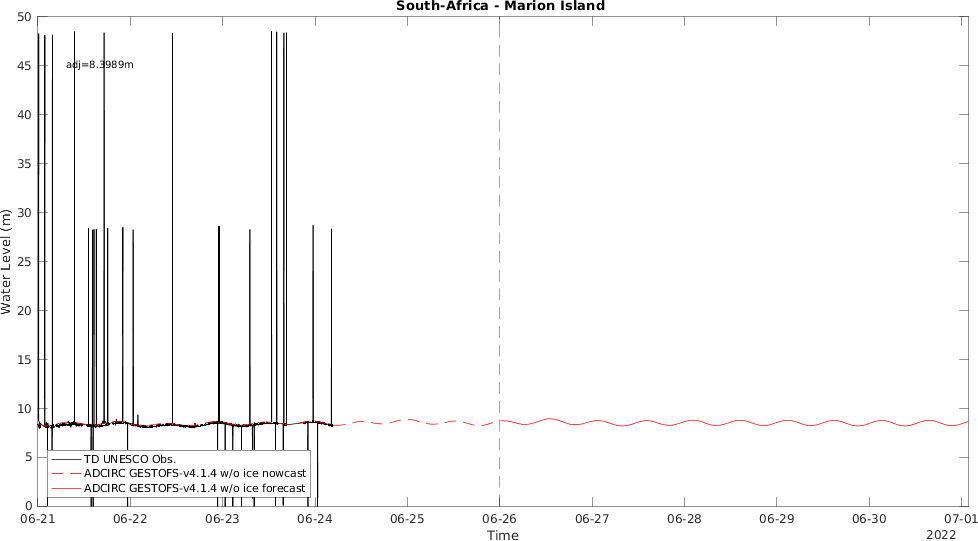 South-Africa - Marion Island
50
45
40
35
30
25
20
15
10
5
0
Water Level (m)
adj=8.3989m
TD UNESCO Obs.
ADCIRC GESTOFS-v4.1.4 w/o ice nowcast
ADCIRC GESTOFS-v4.1.4 w/o ice forecast
06-21 06-22 06-23 06-24 06-25 06-26 06-27 06-28 06-29 06-30 07-01
Time
2022